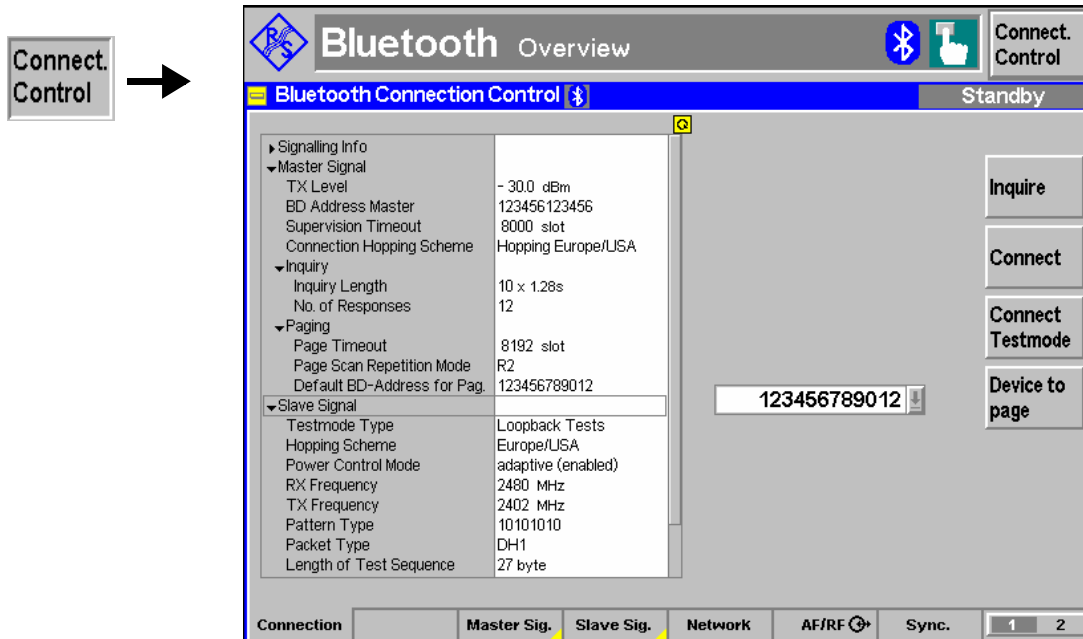 Connect.
Control
R&S
Bluetooth Overview
Connect.
Control
Bluetooth Connection Control
Standby
Signalling Info
Master Signal
TX Level - 30.0 dBm
BD Address Master 123456123456
Supervision Timeout 8000 slot
Connection Hopping Scheme Hopping Europe/USA
Inquiry
Inquiry Length 10 x 1.28s
No. of Responses 12
Paging
Page Timeout 8192 slot
Page Scan Repetition Mode R2
Default BD-Address for Pag. 123456789012
Slave Signal
Testmode Type Loopback Tests
Hopping Scheme Europe/USA
Power Control Mode adaptive (enabled)
RX Frequency 2480 MHz
TX Frequency 2402 MHz
Pattern Type 10101010
Packet Type DH1
Length of Test Sequence 27 byte
123456789012
Inquire
Connect
Connect
Testmode
Device to
page
Connection Master Sig. Slave Sig. Network AF/RF Sync. 1 2